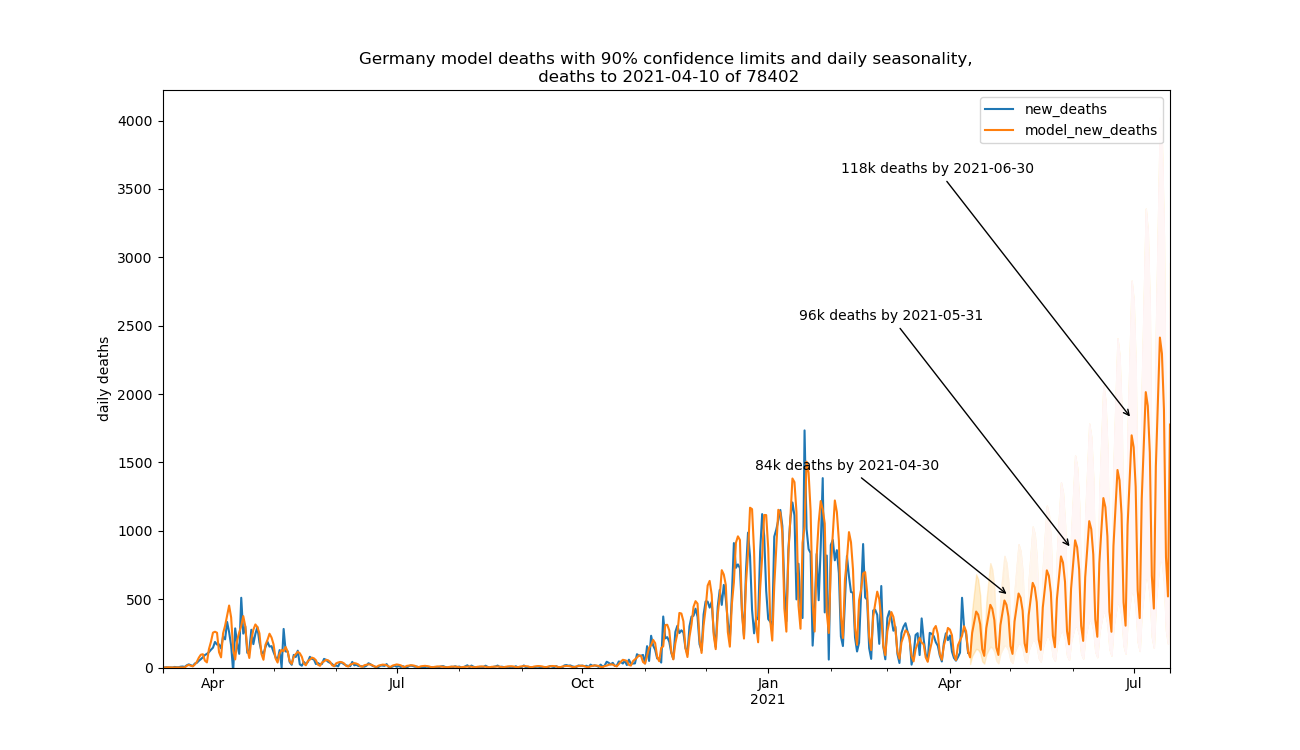 Germany model deaths with 90% confidence limits and daily seasonality,
deaths to 2021-04-10 of 78402
new_deaths
model_new_deaths
118k deaths by 2021-06-30
96k deaths by 2021-05-31
84k deaths by 2021-04-30
daily deaths
4000
3500
3000
2500
2000
1500
1000
500
0
Apr
Jul
Oct
Jan
2021
Apr
Jul